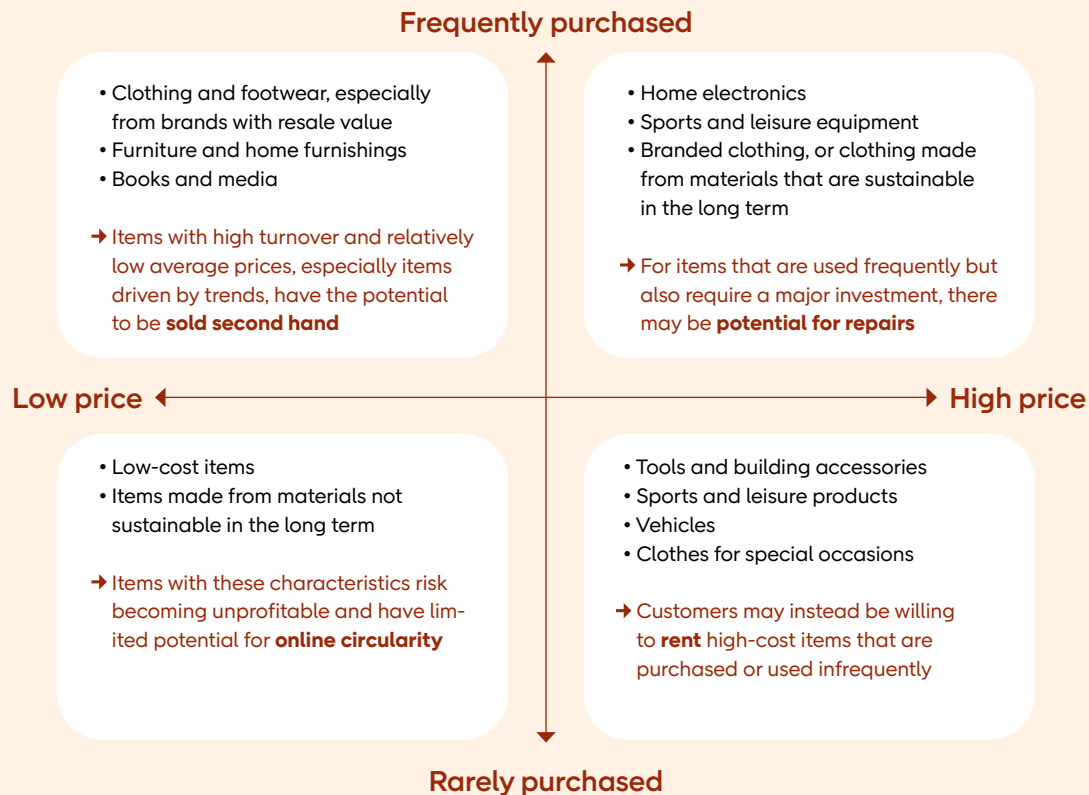 Frequently purchased
• Clothing and footwear, especially
from brands with resale value
• Furniture and home furnishings
• Books and media
→ Items with high turnover and relatively
low average prices, especially items
driven by trends, have the potential
to be sold second hand
• Home electronics
• Sports and leisure equipment
• Branded clothing, or clothing made
from materials that are sustainable
in the long term
→ For items that are used frequently but
also require a major investment, there
may be potential for repairs
Low price
High price
• Low-cost items
• Items made from materials not
sustainable in the long term
→ Items with these characteristics risk
becoming unprofitable and have lim-
ited potential for online circularity
• Tools and building accessories
• Sports and leisure products
• Vehicles
• Clothes for special occasions
→ Customers may instead be willing
to rent high-cost items that are
purchased or used infrequently
Rarely purchased